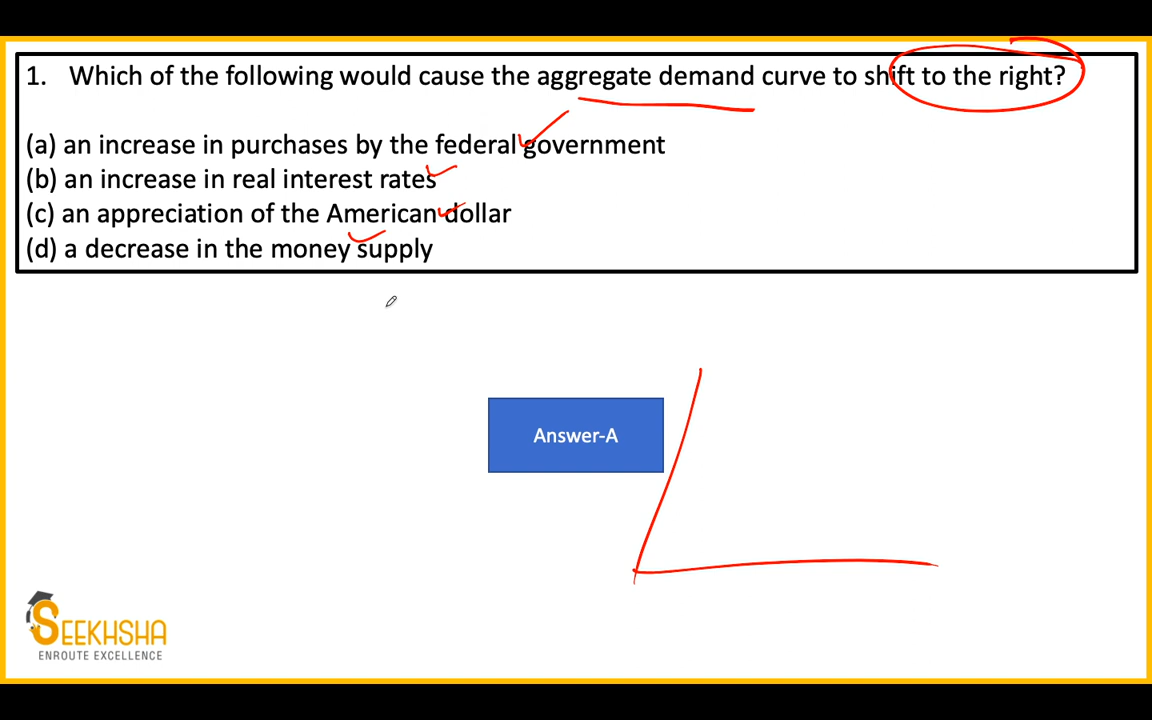 1. Which of the following would cause the aggregate demand curve to shift to the right?
(a) an increase in purchases by the federal government
(b) an increase in real interest rates
(c) an appreciation of the American dollar
(d) a decrease in the money supply
Answer-A
SEEKHSHA
ENROUTE EXCELLENCE